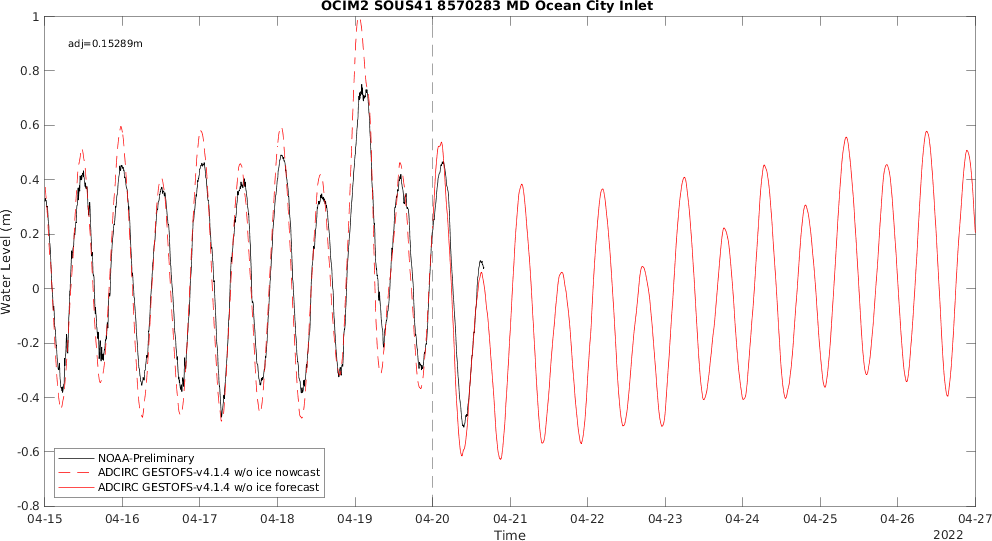 OCIM2 SOUS41 8570283 MD Ocean City Inlet
adj=0.15289m
Water Level (m)
1
0.8
0.6
0.4
0.2
0
-0.2
-0.4
-0.6
-0.8
NOAA-Preliminary
ADCIRC GESTOFS-v4.1.4 w/o ice nowcast
ADCIRC GESTOFS-v4.1.4 w/o ice forecast
04-15 04-16 04-17 04-18 04-19 04-20 04-21 04-22 04-23 04-24 04-25 04-26 04-27
Time
2022